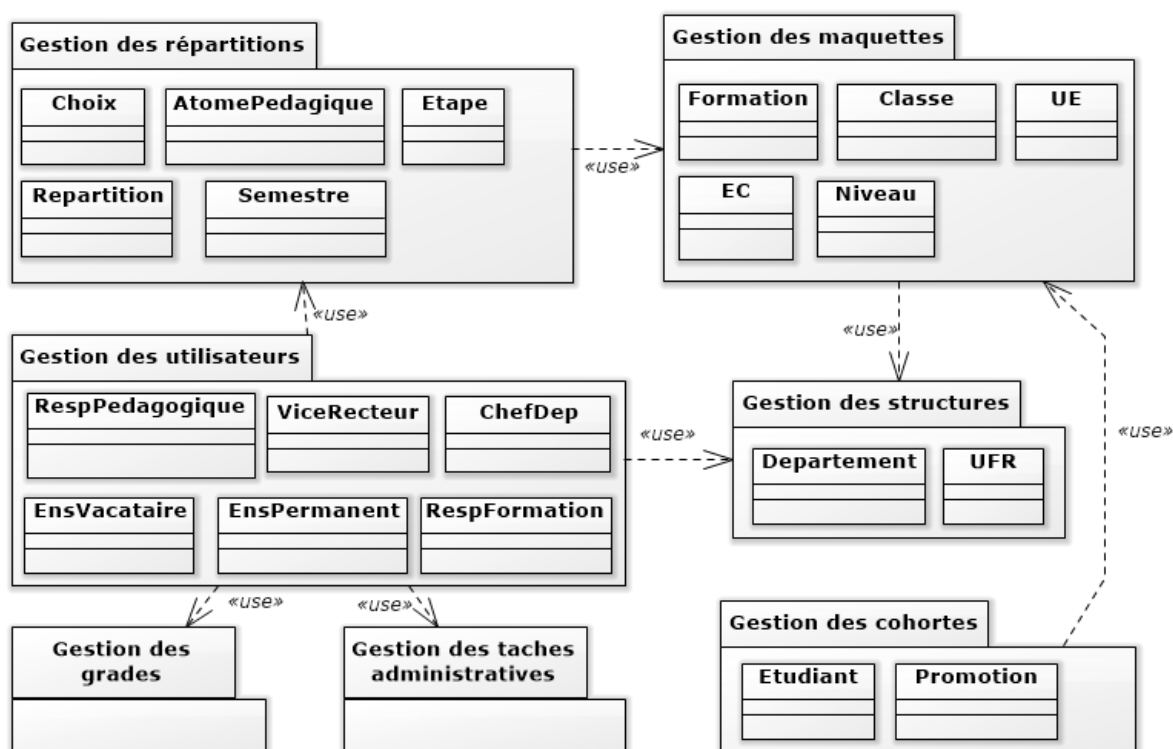 Gestion des répartitions
Choix
AtomePedagique
Etape
Repartition
Semestre
«use»
Gestion des maquettes
Formation
Classe
UE
EC
Niveau
«use»
«use»
Gestion des utilisateurs
RespPedagogique
ViceRecteur
ChefDep
EnsVacataire
EnsPermanent
RespFormation
«use»
Gestion des structures
Departement
UFR
«use»
«use»
«use»
Gestion des
grades
Gestion des taches
administratives
Gestion des cohortes
Etudiant
Promotion